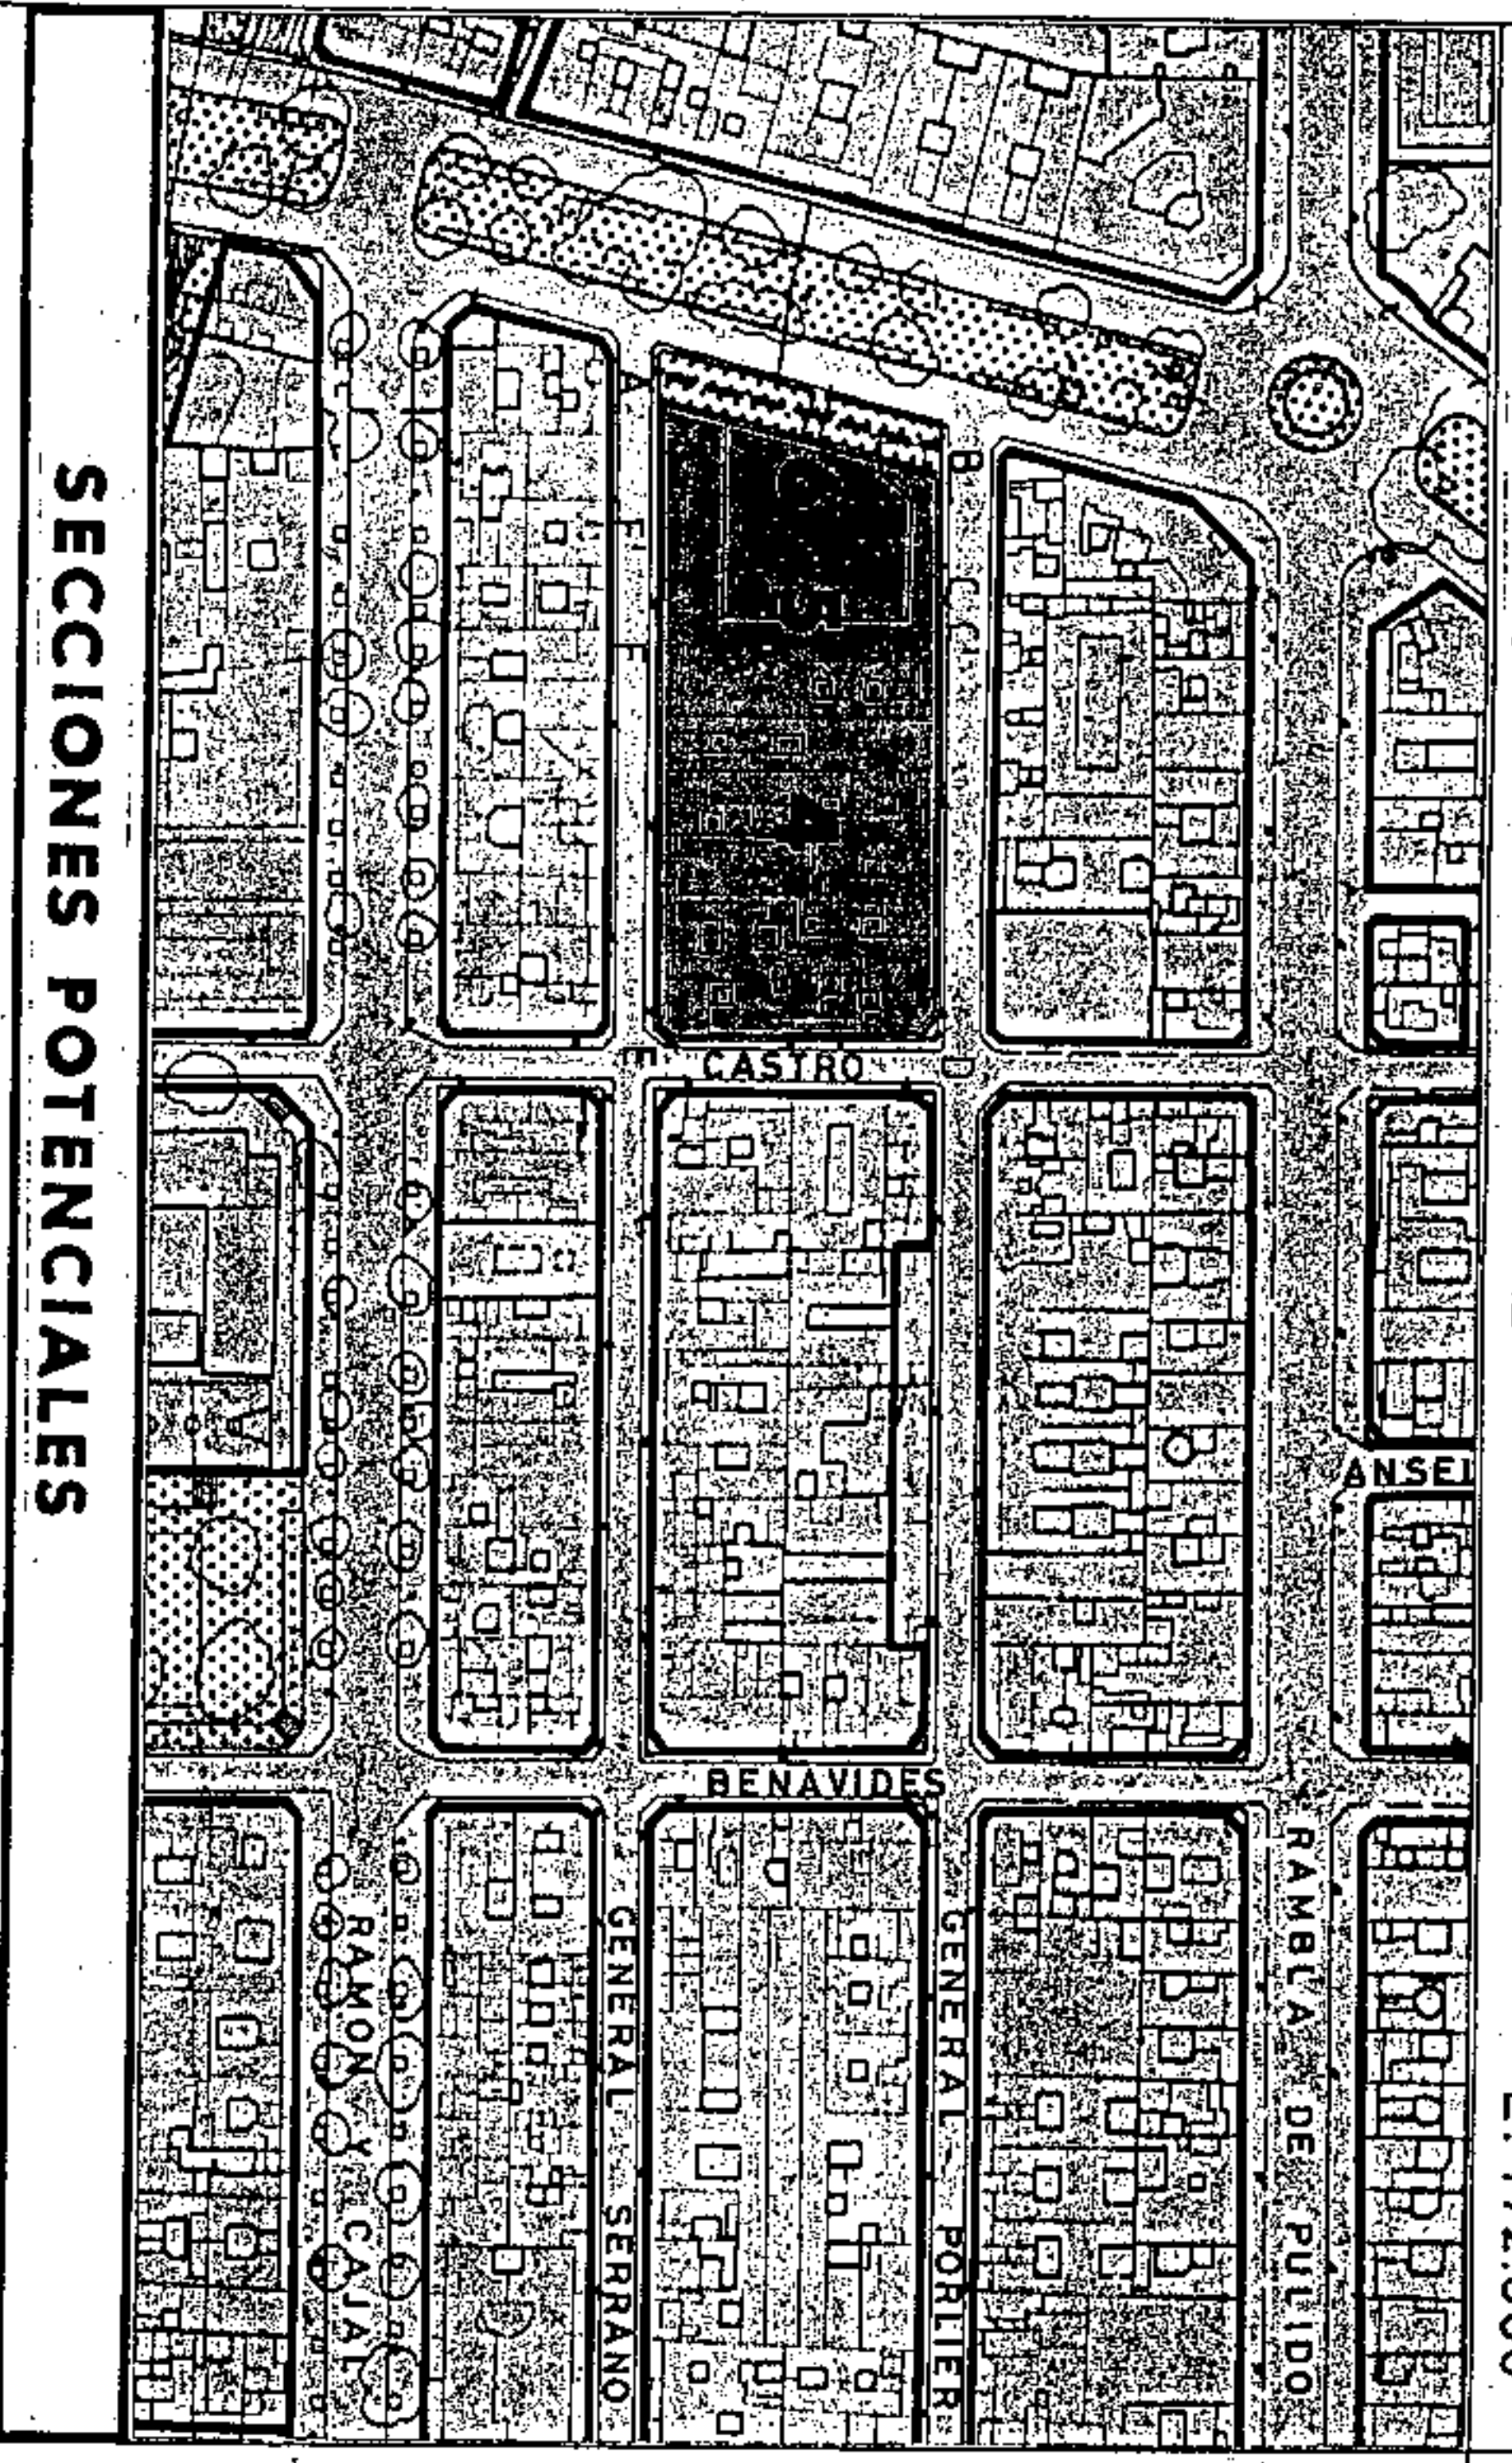 SECCIONES POTENCIALES
A
B
F
F
C
C
E
CASTRO
D
ANSEL
BENAVIDES
RAMON Y CAJAL
GENERAL SERRANO
GENERAL PORLIER
RAMBLA DE PULIDO